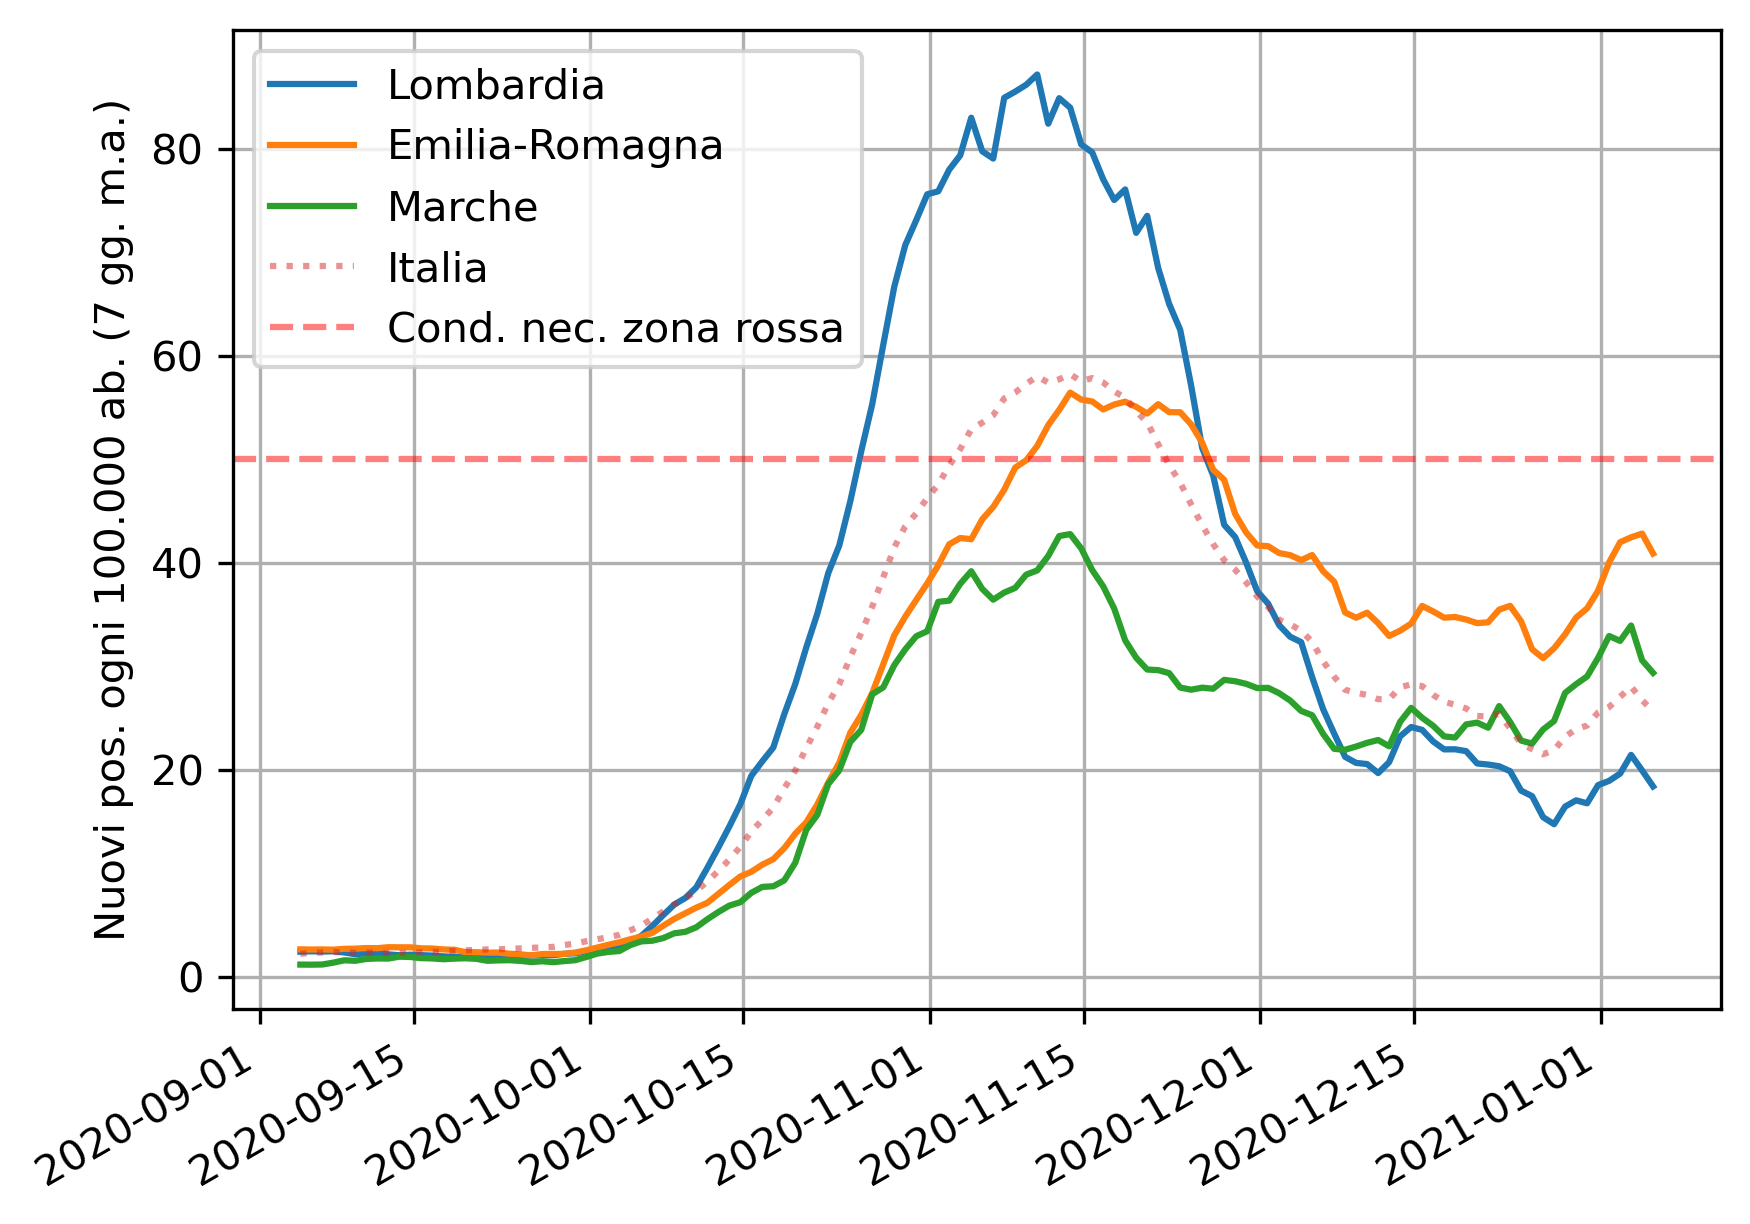 Lombardia
Emilia-Romagna
Marche
Italia
Cond. nec. zona rossa
Nuovi pos. ogni 100.000 ab. (7 gg. m.a.)
80
60
40
20
0
2020-09-01
2020-09-15
2020-10-01
2020-10-15
2020-11-01
2020-11-15
2020-12-01
2020-12-15
2021-01-01